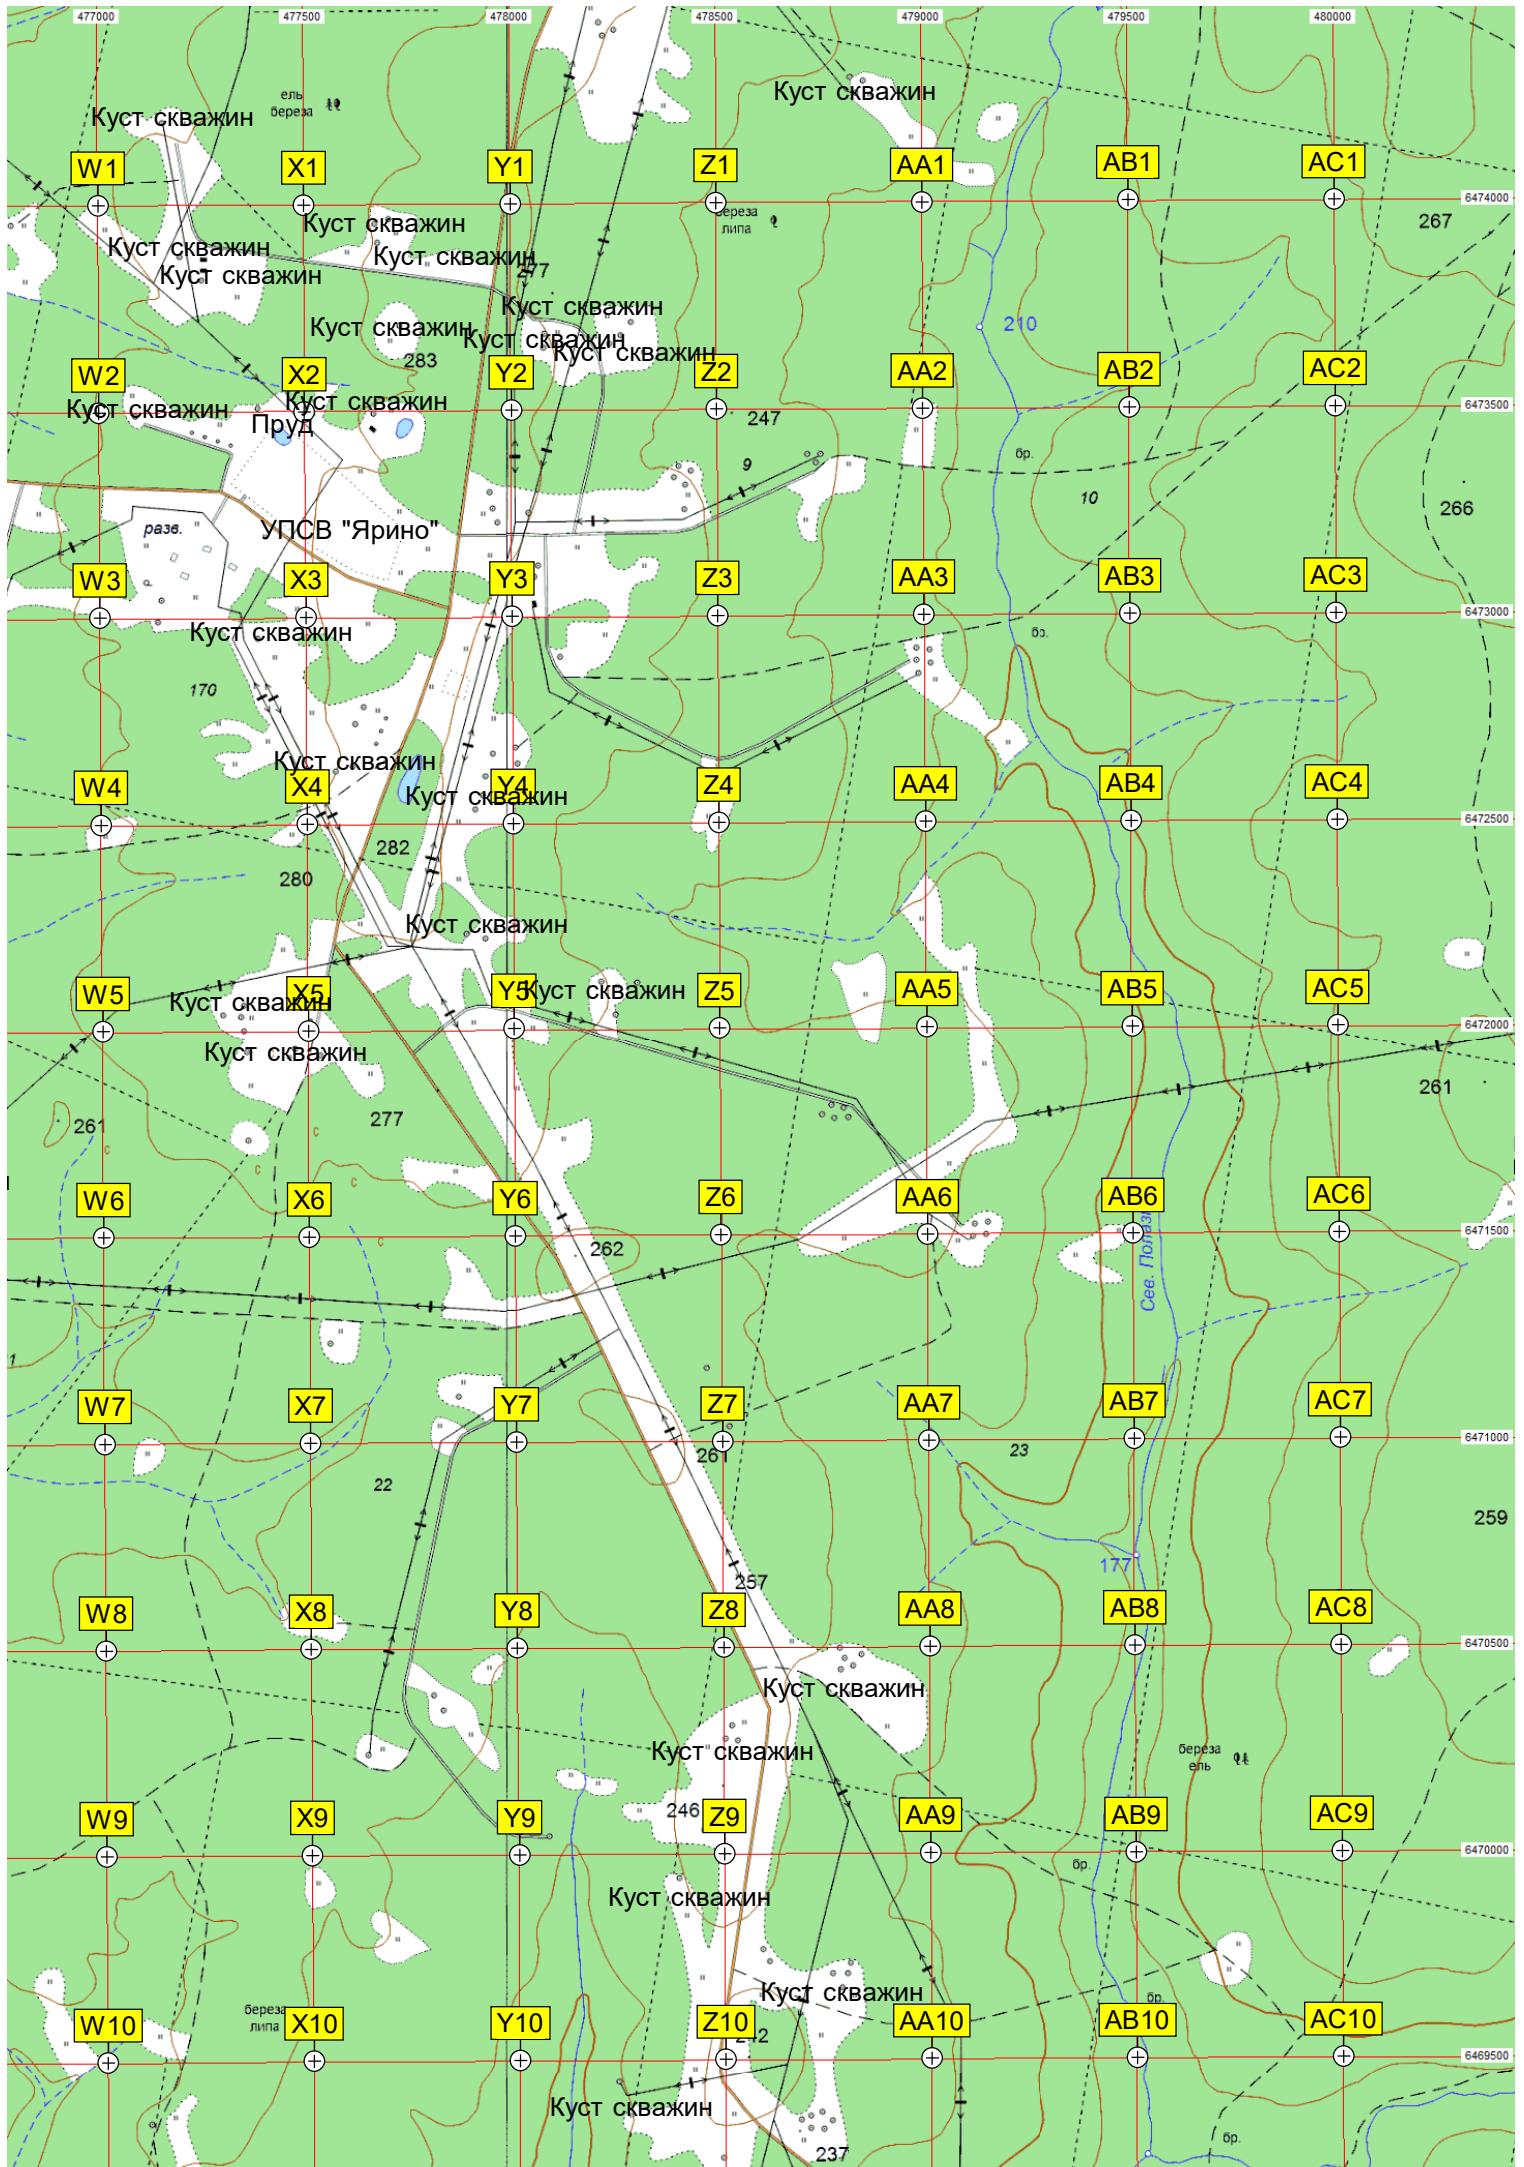 477000 477500 478000 478500 479000 479500 480000
Куст скважин
ель
береза
Куст скважин
W1 X1 Y1 Z1 AA1 AB1 AC1
6474000
береза
липа
267
Куст скважин
Куст скважин
Куст скважин
Куст скважин
277
Куст скважин
Куст скважин
210
Куст скважин
Куст скважин
283
W2 X2 Y2 Z2 AA2 AB2 AC2
6473500
Куст скважин
Куст скважин
Пруд
247
бр.
9
10
266
разв.
УПСВ "Ярино"
W3 X3 Y3 Z3 AA3 AB3 AC3
6473000
Куст скважин
бр.
170
Куст скважин
W4 X4 Y4 Z4 AA4 AB4 AC4
Куст скважин
6472500
282
280
Куст скважин
W5 X5 Y5 Z5 AA5 AB5 AC5
Куст скважин
Куст скважин
6472000
Куст скважин
261
277
261
с
с
с
с
W6 X6 Y6 Z6 AA6 AB6 AC6
6471500
262
Сев.
W7 X7 Y7 Z7 AA7 AB7 AC7
6471000
261
23
22
259
177
257
W8 X8 Y8 Z8 AA8 AB8 AC8
6470500
Куст скважин
Куст скважин
береза
ель
246
W9 X9 Y9 Z9 AA9 AB9 AC9
6470000
бр.
Куст скважин
Куст скважин
бр.
береза
липа
W10 X10 Y10 Z10 AA10 AB10 AC10
242
6469500
Куст скважин
бр.
237